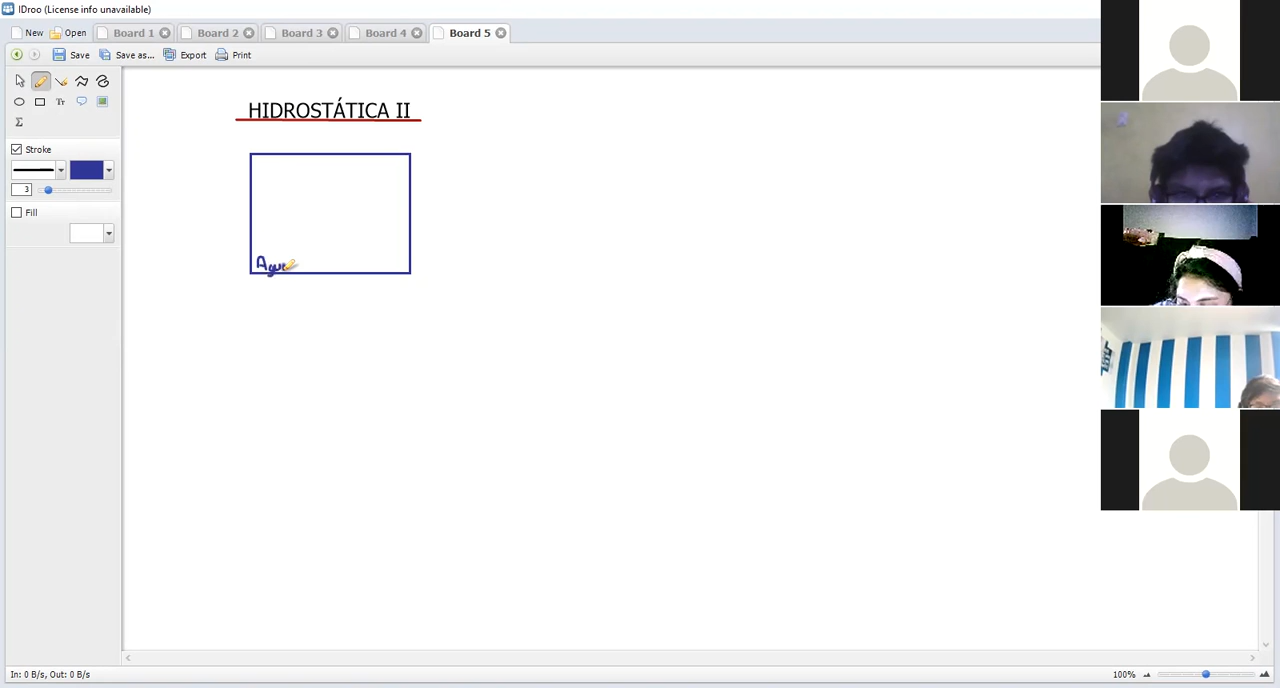 IDroo (License info unavailable)
New Open Board 1 Board 2 Board 3 Board 4 Board 5
Save Save as... Export Print
HIDROSTÁTICA II
Tr
Σ
Stroke
3
Fill
In: 0 B/s, Out: 0 B/s
100%